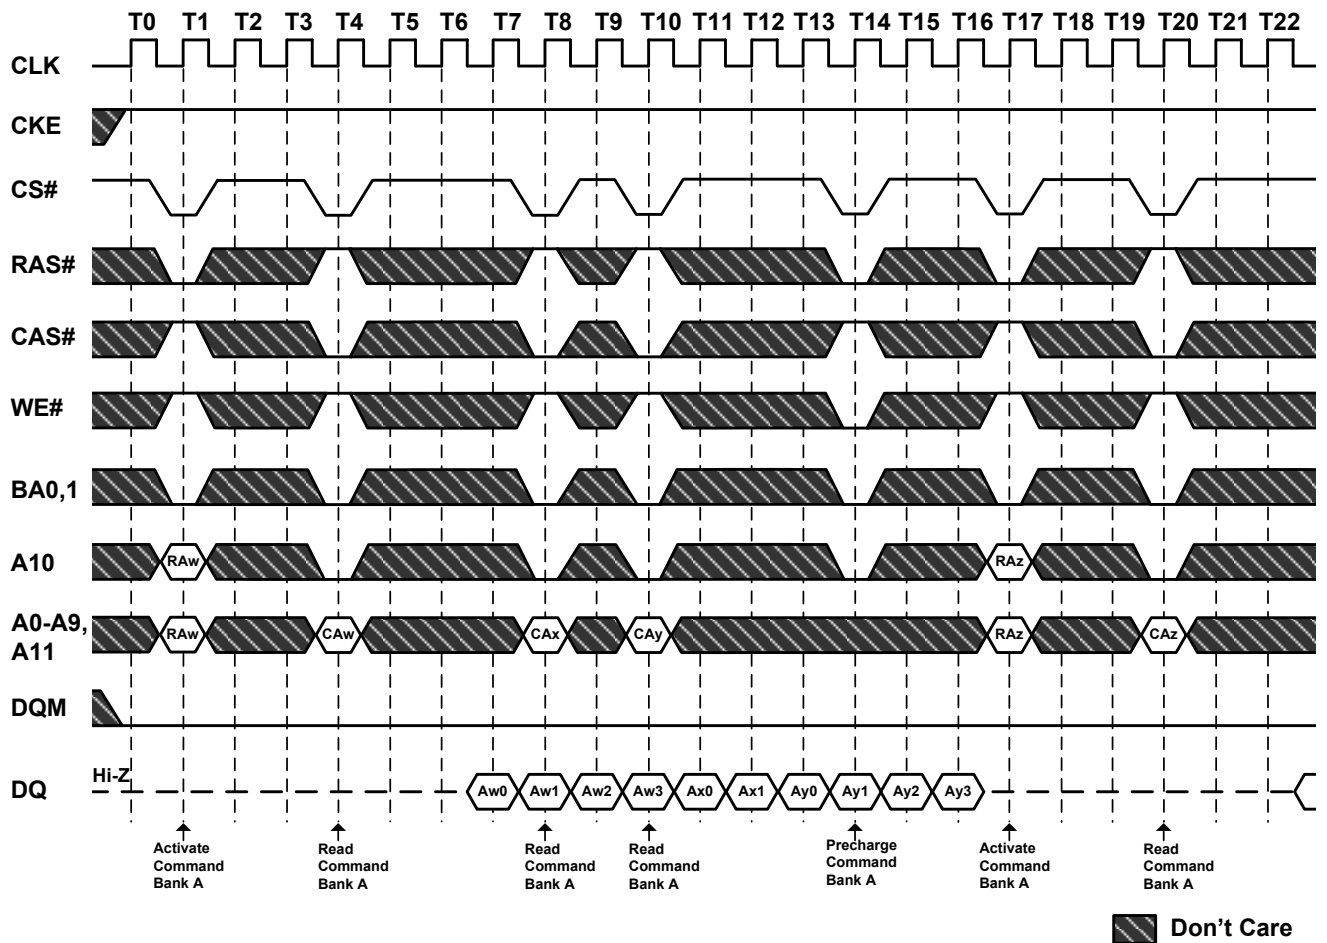 T0 T1 T2 T3 T4 T5 T6 T7 T8 T9 T10 T11 T12 T13 T14 T15 T16 T17 T18 T19 T20 T21 T22
CLK
CKE
CS#
RAS#
CAS#
WE#
BA0,1
A10
RAw
RAz
A0-A9,
A11
RAw
CAw
CAx
CAy
RAz
CAz
DQM
DQ
Hi-Z
Aw0
Aw1
Aw2
Aw3
Ax0
Ax1
Ay0
Ay1
Ay2
Ay3
Activate
Command
Bank A
Read
Command
Bank A
Read
Command
Bank A
Read
Command
Bank A
Precharge
Command
Bank A
Activate
Command
Bank A
Read
Command
Bank A
Don't Care